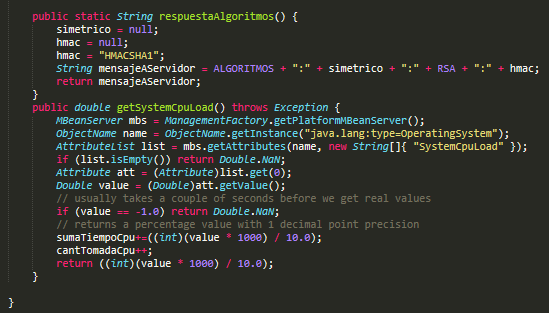 public static String respuestaAlgoritmos() {
simetrico = null;
hmac = null;
hmac = "HMACSHA1";
String mensajeAServidor = ALGORITMOS + ":" + simetrico + ":" + RSA + ":" + hmac;
return mensajeAServidor;
}
public double getSystemCpuLoad() throws Exception {
MBeanServer mbs = ManagementFactory.getPlatformMBeanServer();
ObjectName name = ObjectName.getInstance("java.lang:type=OperatingSystem");
AttributeList list = mbs.getAttributes(name, new String[]{ "SystemCpuLoad" });
if (list.isEmpty()) return Double.NaN;
Attribute att = (Attribute)list.get(0);
Double value = (Double)att.getValue();
// usually takes a couple of seconds before we get real values
if (value == -1.0) return Double.NaN;
// returns a percentage value with 1 decimal point precision
sumaTiempoCpu+=((int)(value * 1000) / 10.0);
cantTomadaCpu++;
return ((int)(value * 1000) / 10.0);
}
}